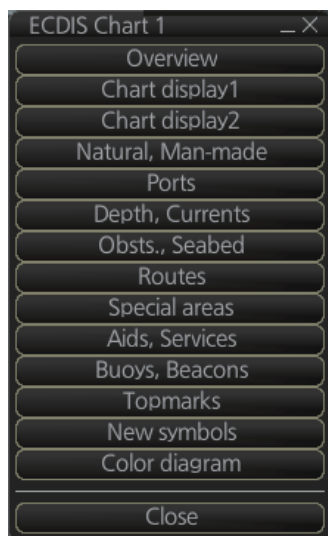 ECDIS Chart 1
Overview
Chart display1
Chart display2
Natural, Man-made
Ports
Depth, Currents
Obsts., Seabed
Routes
Special areas
Aids, Services
Buoys, Beacons
Topmarks
New symbols
Color diagram
Close